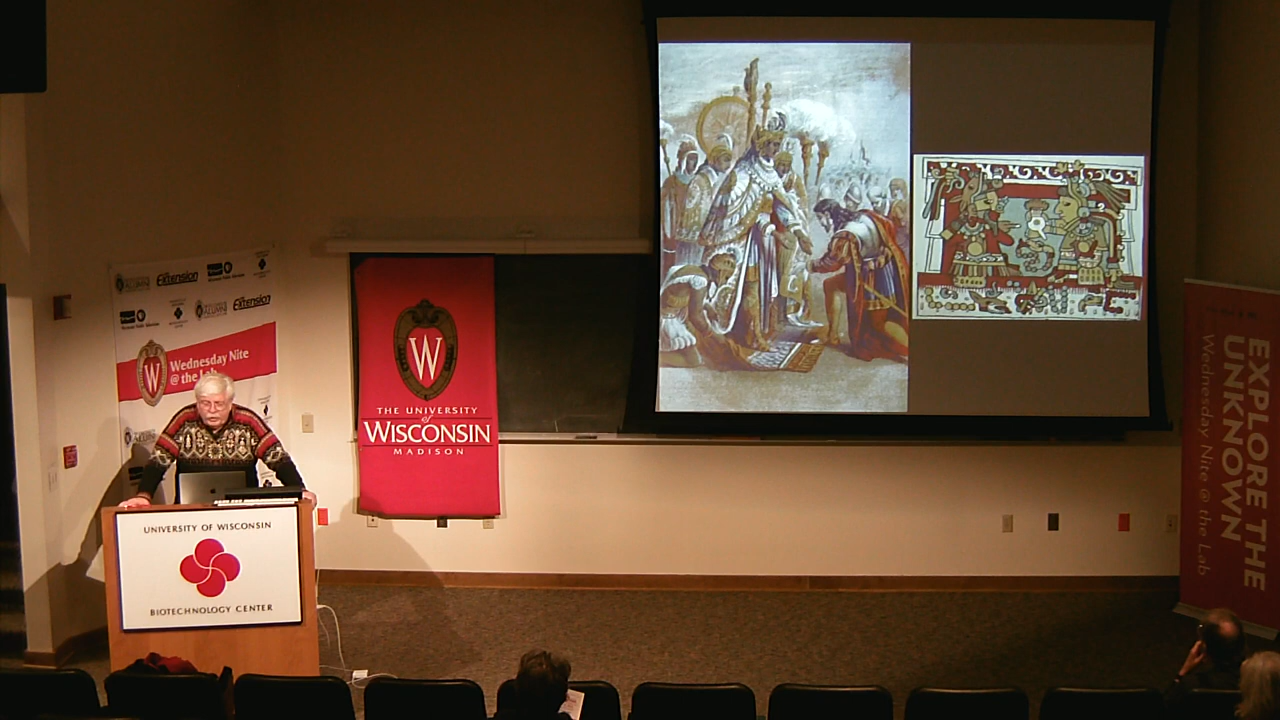 Extension
Extension
Wednesday Nite
@ the Lab
W
W
THE UNIVERSITY
of
WISCONSIN
MADISON
UNIVERSITY OF WISCONSIN
BIOTECHNOLOGY CENTER
EXPLORE THE
UNKNOWN
Wednesday Nite @ the Lab